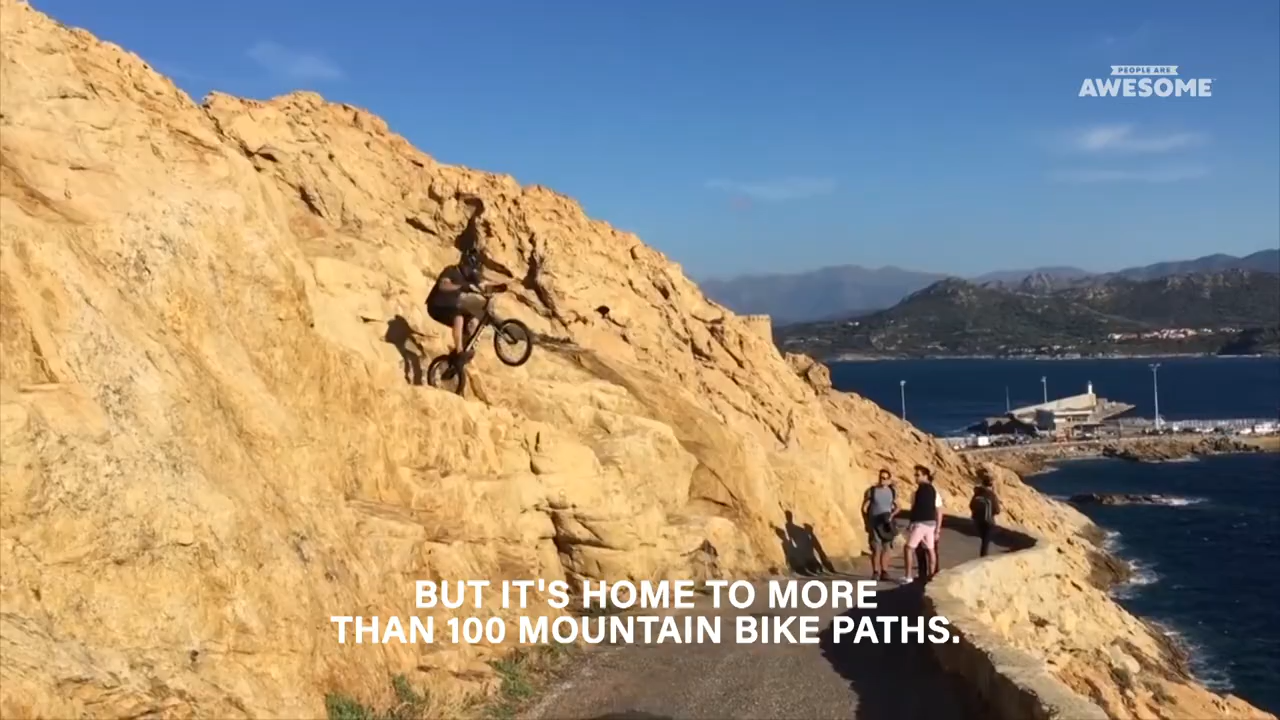 PEOPLE ARE
AWESOME
BUT IT'S HOME TO MORE
THAN 100 MOUNTAIN BIKE PATHS.